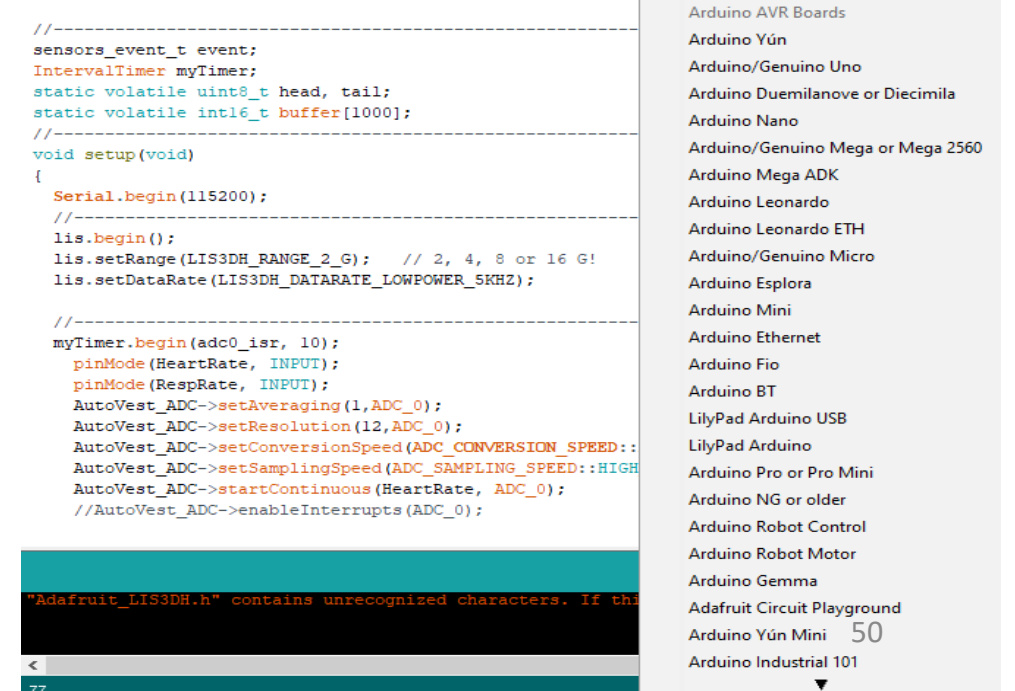 //----------------------------------------------------------
sensors_event_t event;
IntervalTimer myTimer;
static volatile uint8_t head, tail;
static volatile int16_t buffer[1000];
//----------------------------------------------------------
void setup(void)
{
Serial.begin(115200);
//--------------------------------------------------------
lis.begin();
lis.setRange(LIS3DH_RANGE_2_G);   // 2, 4, 8 or 16 G!
lis.setDataRate(LIS3DH_DATARATE_LOWPOWER_5KHZ);
//--------------------------------------------------------
myTimer.begin(adc0_isr, 10);
pinMode(HeartRate, INPUT);
pinMode(RespRate, INPUT);
AutoVest_ADC->setAveraging(1,ADC_0);
AutoVest_ADC->setResolution(12,ADC_0);
AutoVest_ADC->setConversionSpeed(ADC_CONVERSION_SPEED::
AutoVest_ADC->setSamplingSpeed(ADC_SAMPLING_SPEED::HIGH
AutoVest_ADC->startContinuous(HeartRate, ADC_0);
//AutoVest_ADC->enableInterrupts(ADC_0);
"Adafruit_LIS3DH.h" contains unrecognized characters. If thi
<
77
Arduino AVR Boards
Arduino Yún
Arduino/Genuino Uno
Arduino Duemilanove or Diecimila
Arduino Nano
Arduino/Genuino Mega or Mega 2560
Arduino Mega ADK
Arduino Leonardo
Arduino Leonardo ETH
Arduino/Genuino Micro
Arduino Esplora
Arduino Mini
Arduino Ethernet
Arduino Fio
Arduino BT
LilyPad Arduino USB
LilyPad Arduino
Arduino Pro or Pro Mini
Arduino NG or older
Arduino Robot Control
Arduino Robot Motor
Arduino Gemma
Adafruit Circuit Playground
Arduino Yún Mini 50
Arduino Industrial 101